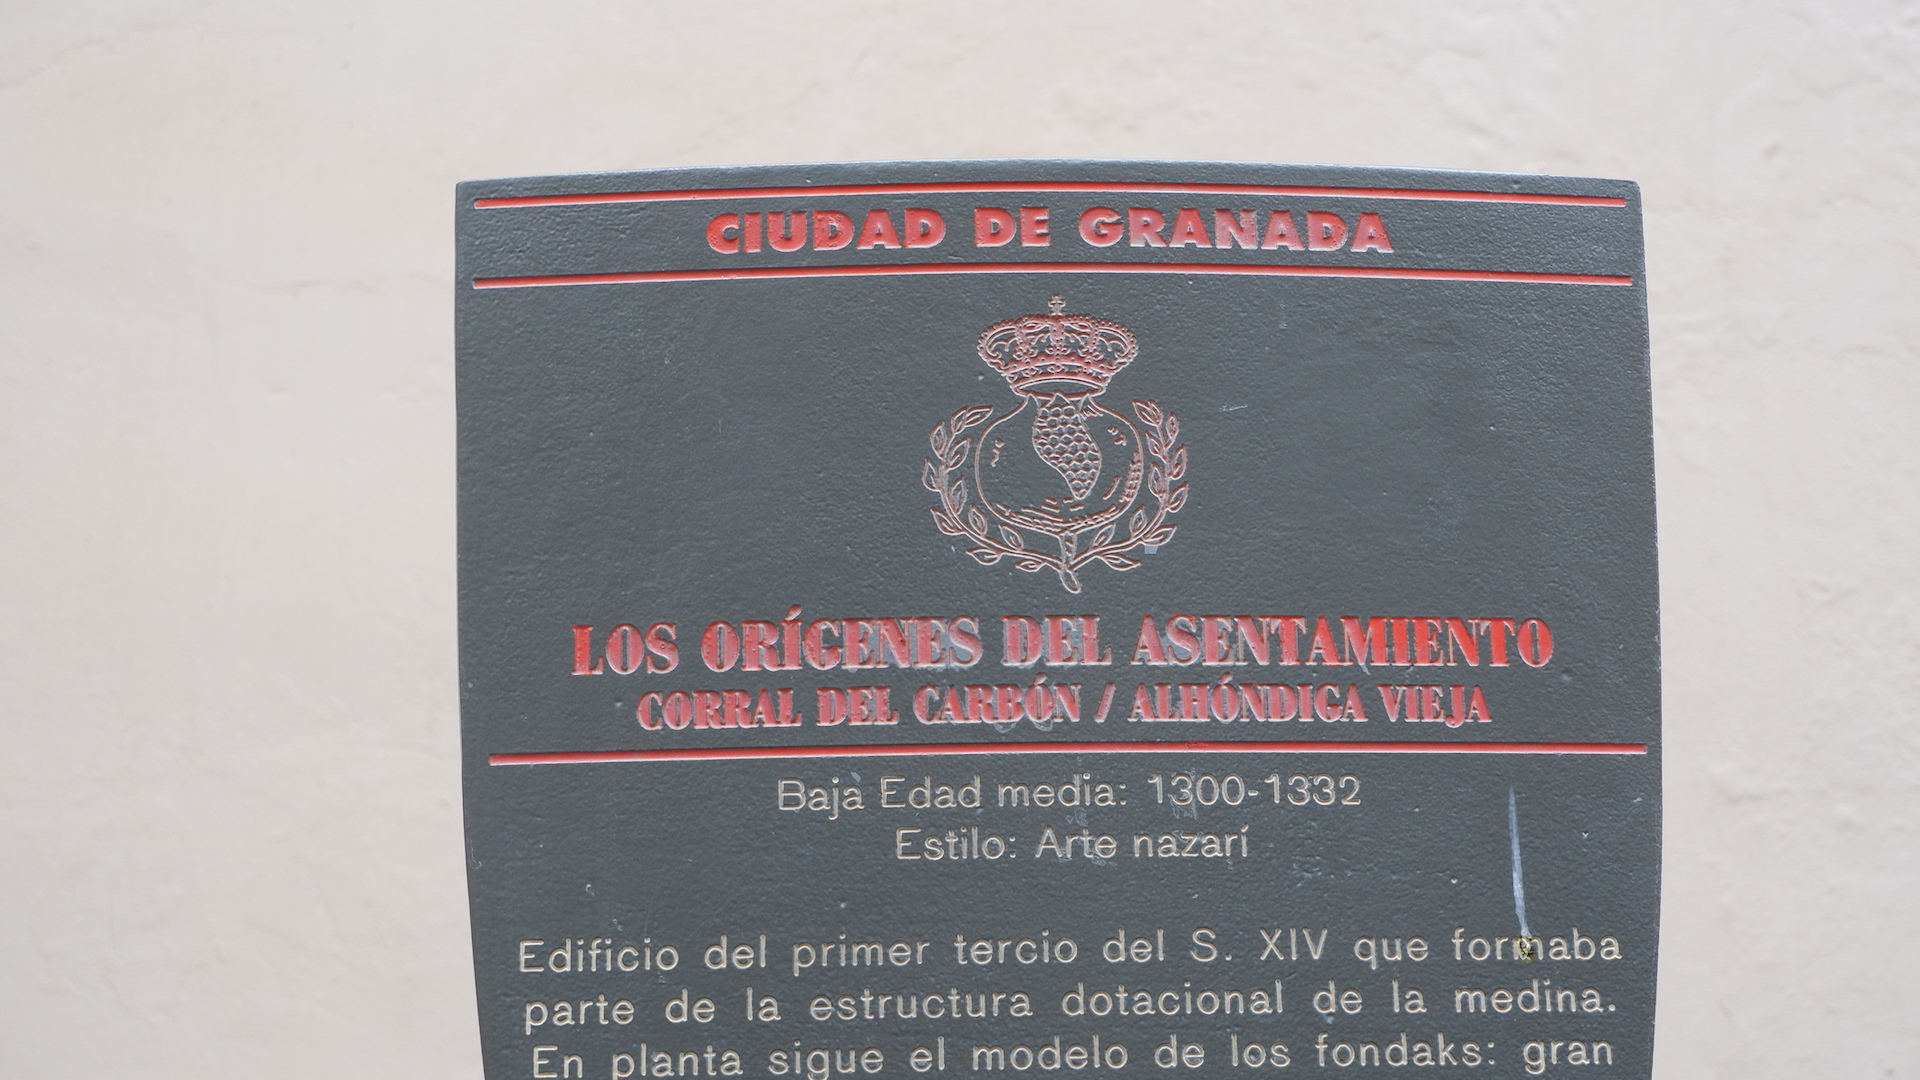 CIUDAD DE GRANADA
LOS ORÍGENES DEL ASENTAMIENTO
CORRAL DEL CARBÓN / ALHÓNDIGA VIEJA
Baja Edad media: 1300-1332
Estilo: Arte nazarí
Edificio del primer tercio del S. XIV que formaba
parte de la estructura dotacional de la medina.
En planta sigue el modelo de los fondaks: gran